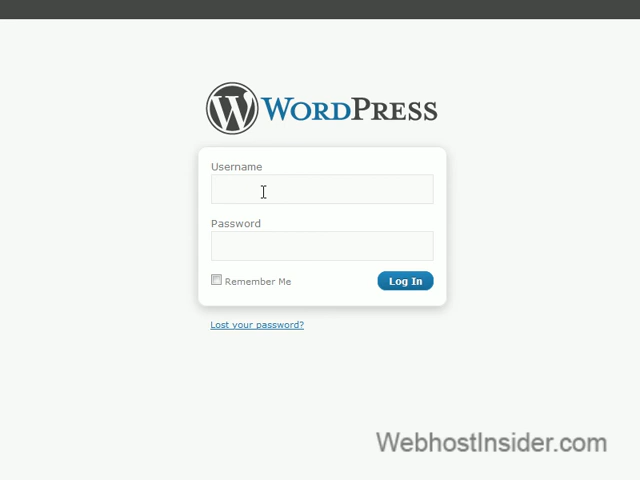 WORDPRESS
Username
Password
Remember Me
Log In
Lost your password?
WebhostInsider.com